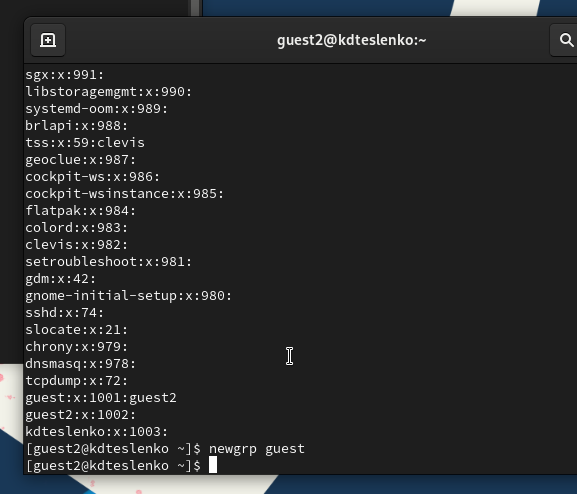 guest2@kdteslenko:~
sgx:x:991:
libstoragemgmt:x:990:
systemd-oom:x:989:
brlapi:x:988:
tss:x:59:clevis
geoclue:x:987:
cockpit-ws:x:986:
cockpit-wsinstance:x:985:
flatpak:x:984:
colord:x:983:
clevis:x:982:
setroubleshoot:x:981:
gdm:x:42:
gnome-initial-setup:x:980:
sshd:x:74:
slocate:x:21:
chrony:x:979:
dnsmasq:x:978:
tcpdump:x:72:
guest:x:1001:guest2
guest2:x:1002:
kdteslenko:x:1003:
[guest2@kdteslenko ~]$ newgrp guest
[guest2@kdteslenko ~]$